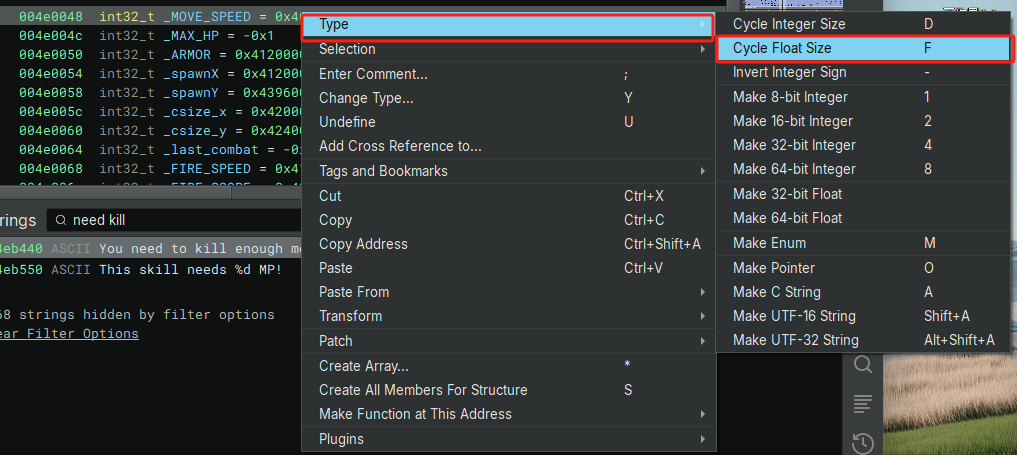 004e0048 int32_t _MOVE_SPEED = 0x4
004e004c int32_t _MAX_HP = -0x1
004e0050 int32_t _ARMOR = 0x4120000
004e0054 int32_t _spawnX = 0x41200
004e0058 int32_t _spawnY = 0x43960
004e005c int32_t _csize_x = 0x4200
004e0060 int32_t _csize_y = 0x4240
004e0064 int32_t _last_combat = -0
004e0068 int32_t _FIRE_SPEED = 0x4
rings
need kill
4eb440 ASCII You need to kill enough m
4eb550 ASCII This skill needs %d MP!
68 strings hidden by filter options
ear Filter Options
Type
Selection
Enter Comment... ;
Change Type... Y
Undefine U
Add Cross Reference to...
Tags and Bookmarks
Cut Ctrl+X
Copy Ctrl+C
Copy Address Ctrl+Shift+A
Paste Ctrl+V
Paste From
Transform
Patch
Create Array... *
Create All Members For Structure S
Make Function at This Address
Plugins
Cycle Integer Size D
Cycle Float Size F
Invert Integer Sign -
Make 8-bit Integer 1
Make 16-bit Integer 2
Make 32-bit Integer 4
Make 64-bit Integer 8
Make 32-bit Float
Make 64-bit Float
Make Enum M
Make Pointer O
Make C String A
Make UTF-16 String Shift+A
Make UTF-32 String Alt+Shift+A